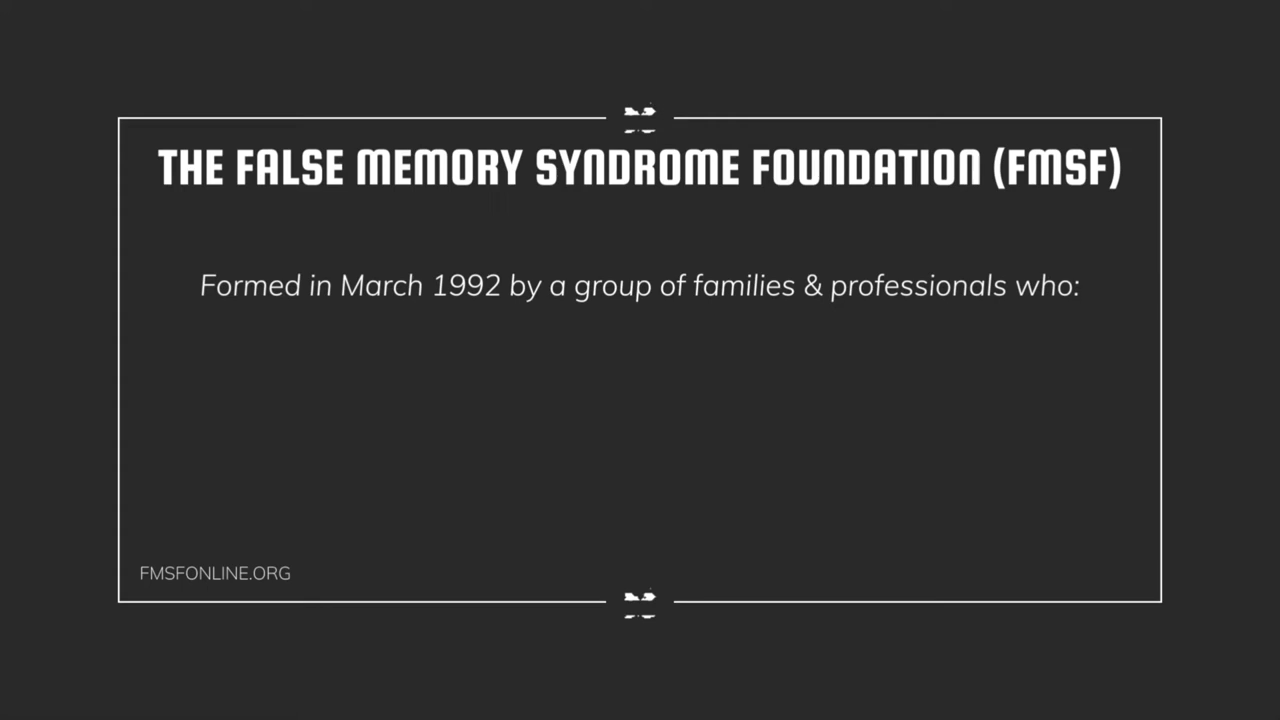 THE FALSE MEMORY SYNDROME FOUNDATION (FMSF)
Formed in March 1992 by a group of families & professionals who:
FMSFONLINE.ORG